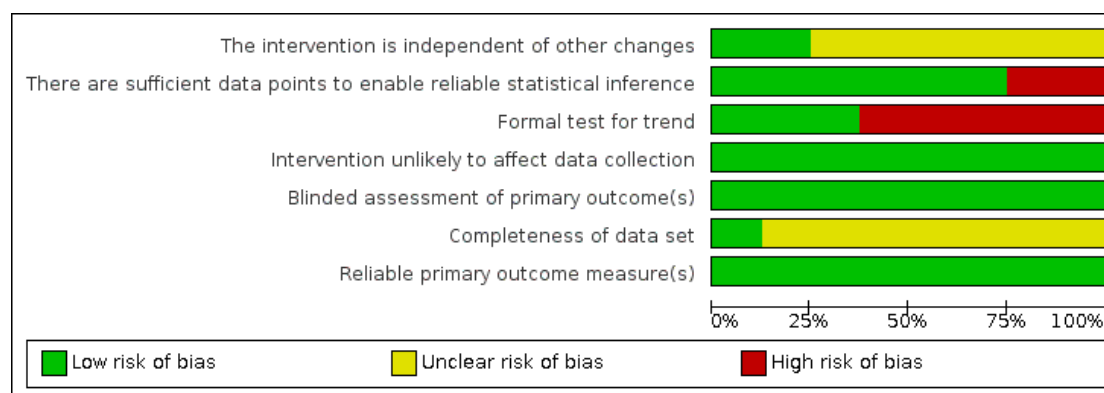 The intervention is independent of other changes
There are sufficient data points to enable reliable statistical inference
Formal test for trend
Intervention unlikely to affect data collection
Blinded assessment of primary outcome(s)
Completeness of data set
Reliable primary outcome measure(s)
0% 25% 50% 75% 100%
Low risk of bias Unclear risk of bias High risk of bias